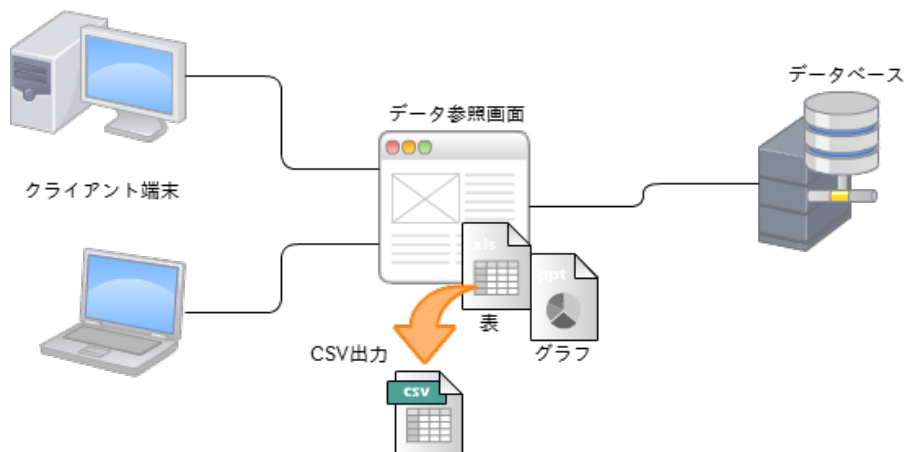 データベース
データ参照画面
クライアント端末
xls
ppt
表
グラフ
CSV出力
csv